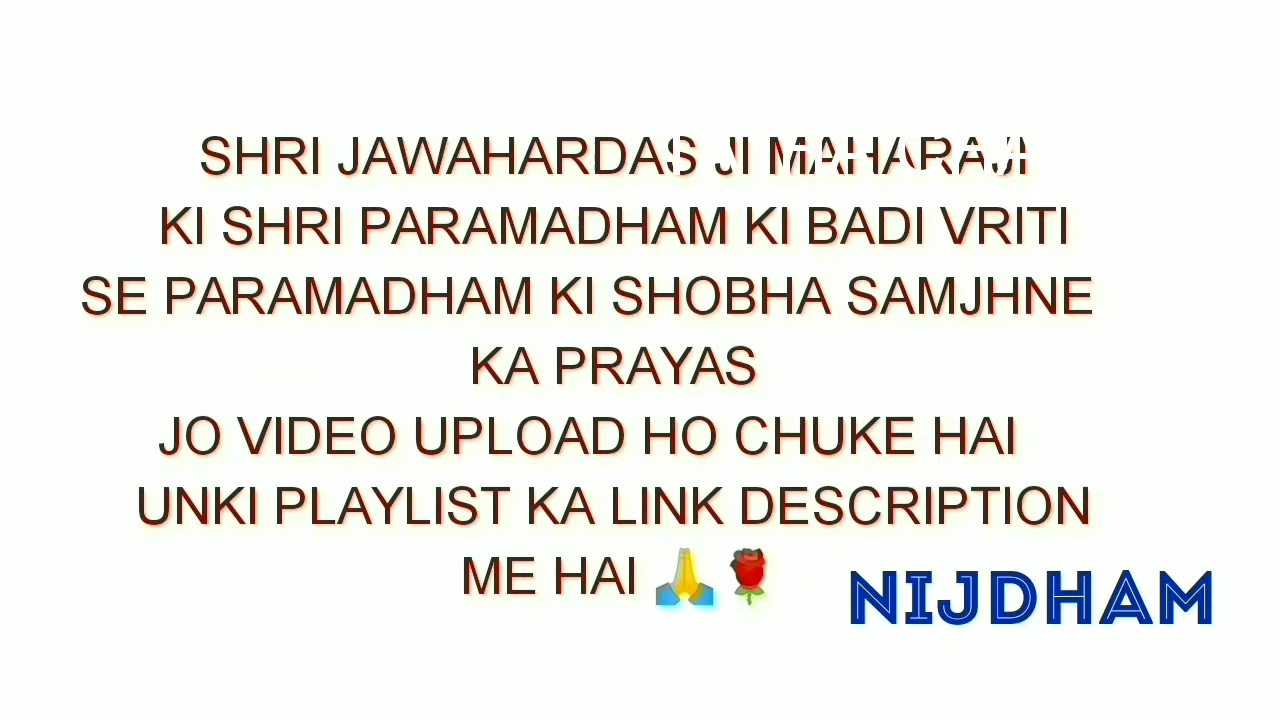 SHRI JAWAHARDAS JI MAHARAJI
KI SHRI PARAMADHAM KI BADI VRITI
SE PARAMADHAM KI SHOBHA SAMJHNE
KA PRAYAS
JO VIDEO UPLOAD HO CHUKE HAI
UNKI PLAYLIST KA LINK DESCRIPTION
ME HAI 🙏🌹
NIJDHAM